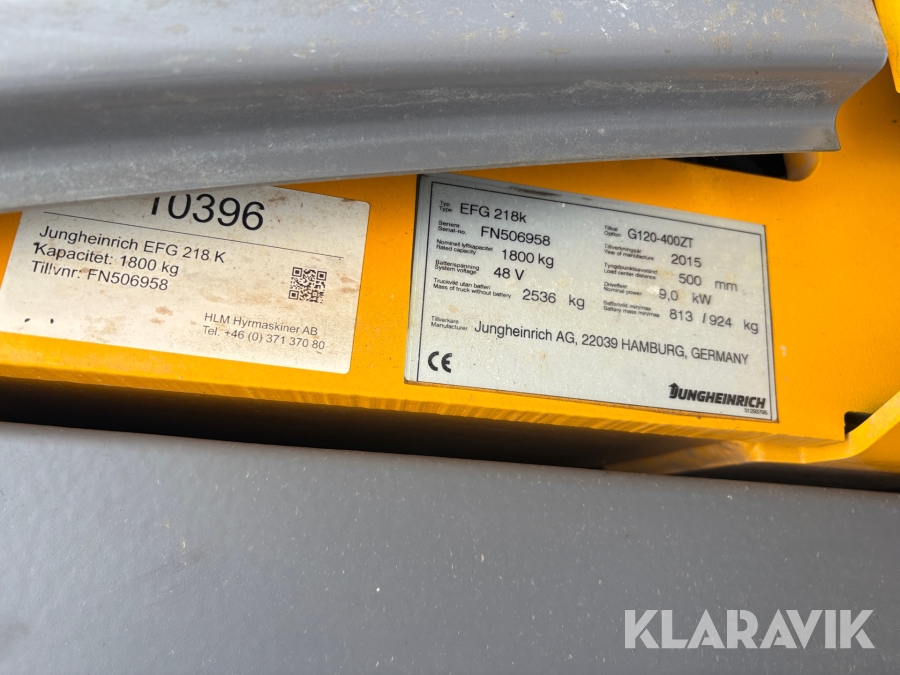 10396
Jungheinrich EFG 218 K
Kapacitet: 1800 kg
Till.vnr: FN506958
HLM Hyrmaskiner AB
Tel. +46 (0) 371 370 80
Typ
Type EFG 218k
Tillval
Option G120-400ZT
Serienr
Serial-no. FN506958
Tillverkningsår
Year of manufacture 2015
Nominell lyftkapacitet
Rated capacity 1800 kg
Tyngdpunktsavstånd
Load center distance 500 mm
Batterispänning
System voltage 48 V
Driveffekt
Nominal power 9,0 kW
Truckvikt utan batteri
Mass of truck without battery 2536 kg
Batterivikt min/max
Battery mass min/max 813 / 924 kg
Tillverkare
Manufacturer Jungheinrich AG, 22039 HAMBURG, GERMANY
CE
JUNGHEINRICH
KLARAVIK